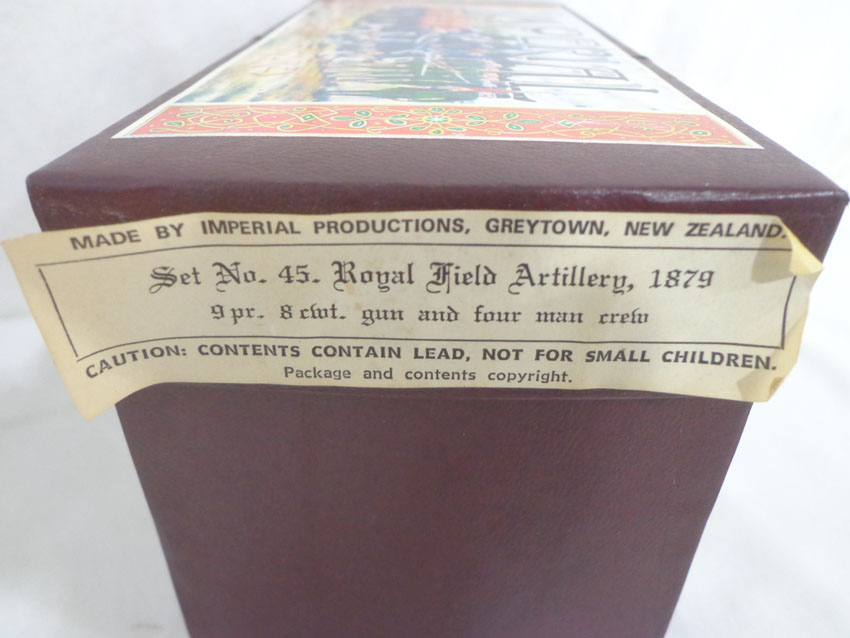 MADE BY IMPERIAL PRODUCTIONS, GREYTOWN, NEW ZEALAND.
Set No. 45. Royal Field Artillery, 1879
9 pr. 8 cwt. gun and four man crew
CAUTION: CONTENTS CONTAIN LEAD, NOT FOR SMALL CHILDREN.
Package and contents copyright.